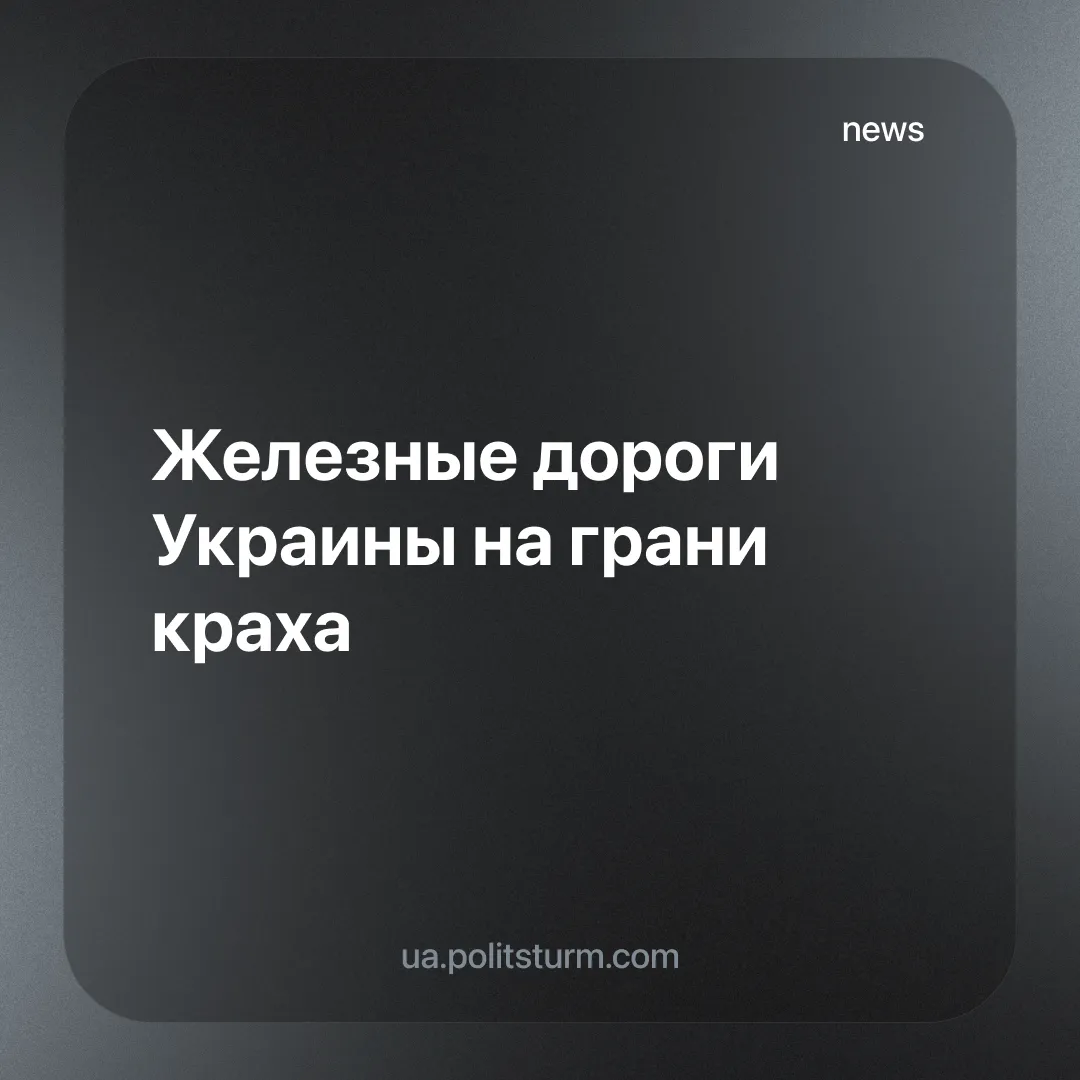 news
Железные дороги
Украины на грани
краха
ua.politsturm.com